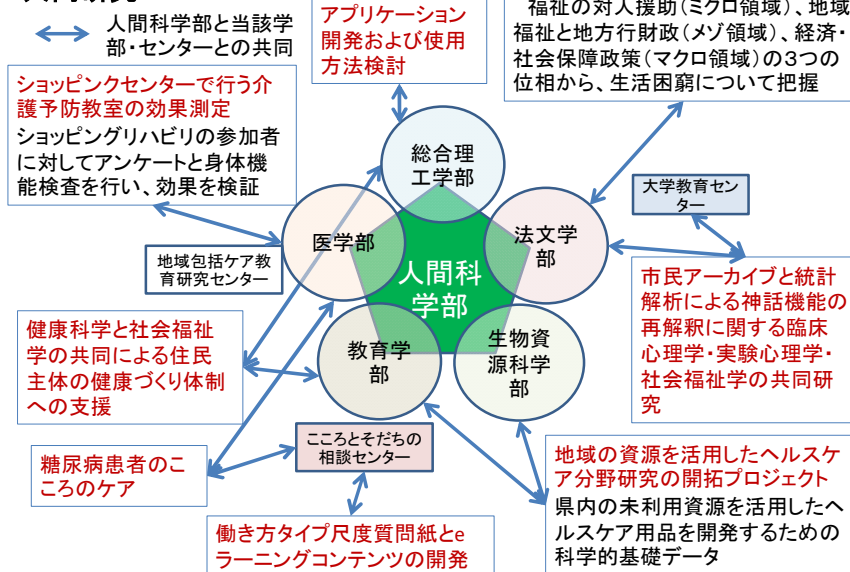 人間科学部と当該学
部・センターとの共同
アプリケーション
開発および使用
方法検討
福祉の対人援助(ミクロ領域)、地域
福祉と地方行財政(メゾ領域)、経済・
社会保障政策(マクロ領域)の3つの
位相から、生活困窮について把握
ショッピンクセンターで行う介
護予防教室の効果測定
ショッピングリハビリの参加者
に対してアンケートと身体機
能検査を行い、効果を検証
総合理
工学部
大学教育セン
ター
医学部
法文学
部
地域包括ケア教
育研究センター
人間科
学部
市民アーカイブと統計
解析による神話機能の
再解釈に関する臨床
心理学・実験心理学・
社会福祉学の共同研
究
健康科学と社会福祉
学の共同による住民
主体の健康づくり体制
への支援
教育学
部
生物資
源科学
部
こころとそだちの
相談センター
糖尿病患者のこ
ころのケア
地域の資源を活用したヘルスケ
ア分野研究の開拓プロジェクト
県内の未利用資源を活用したヘ
ルスケア用品を開発するための
科学的基礎データ
働き方タイプ尺度質問紙とe
ラーニングコンテンツの開発